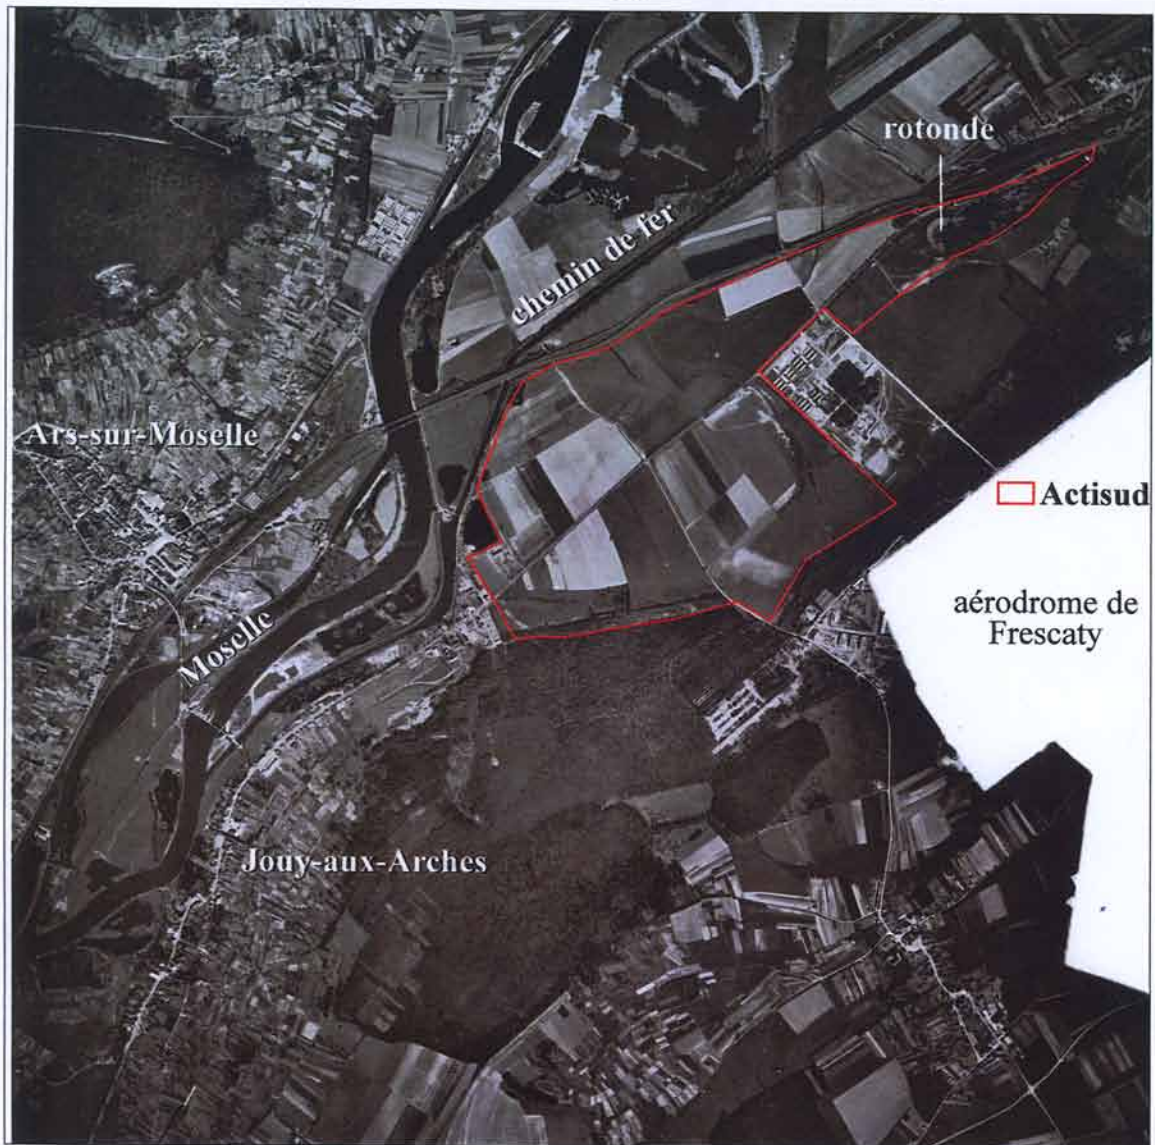 rotonde
chemin de fer
Ars-sur-Moselle
Actisud
aérodrome de
Frescaty
Moselle
Jouy-aux-Arches